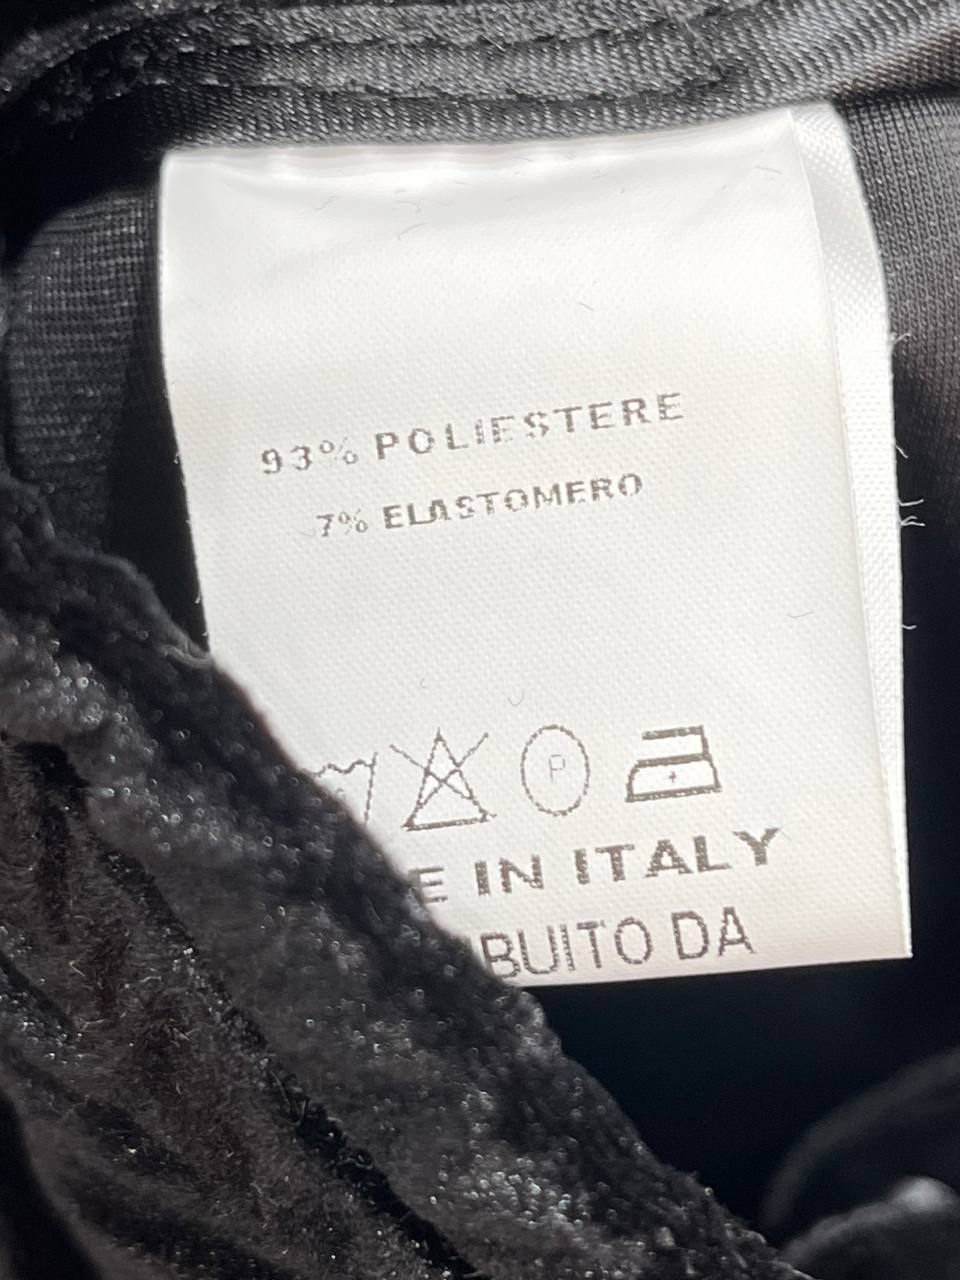 93% POLIESTERE
7% ELASTOMERO
P
E IN ITALY
BUITO DA